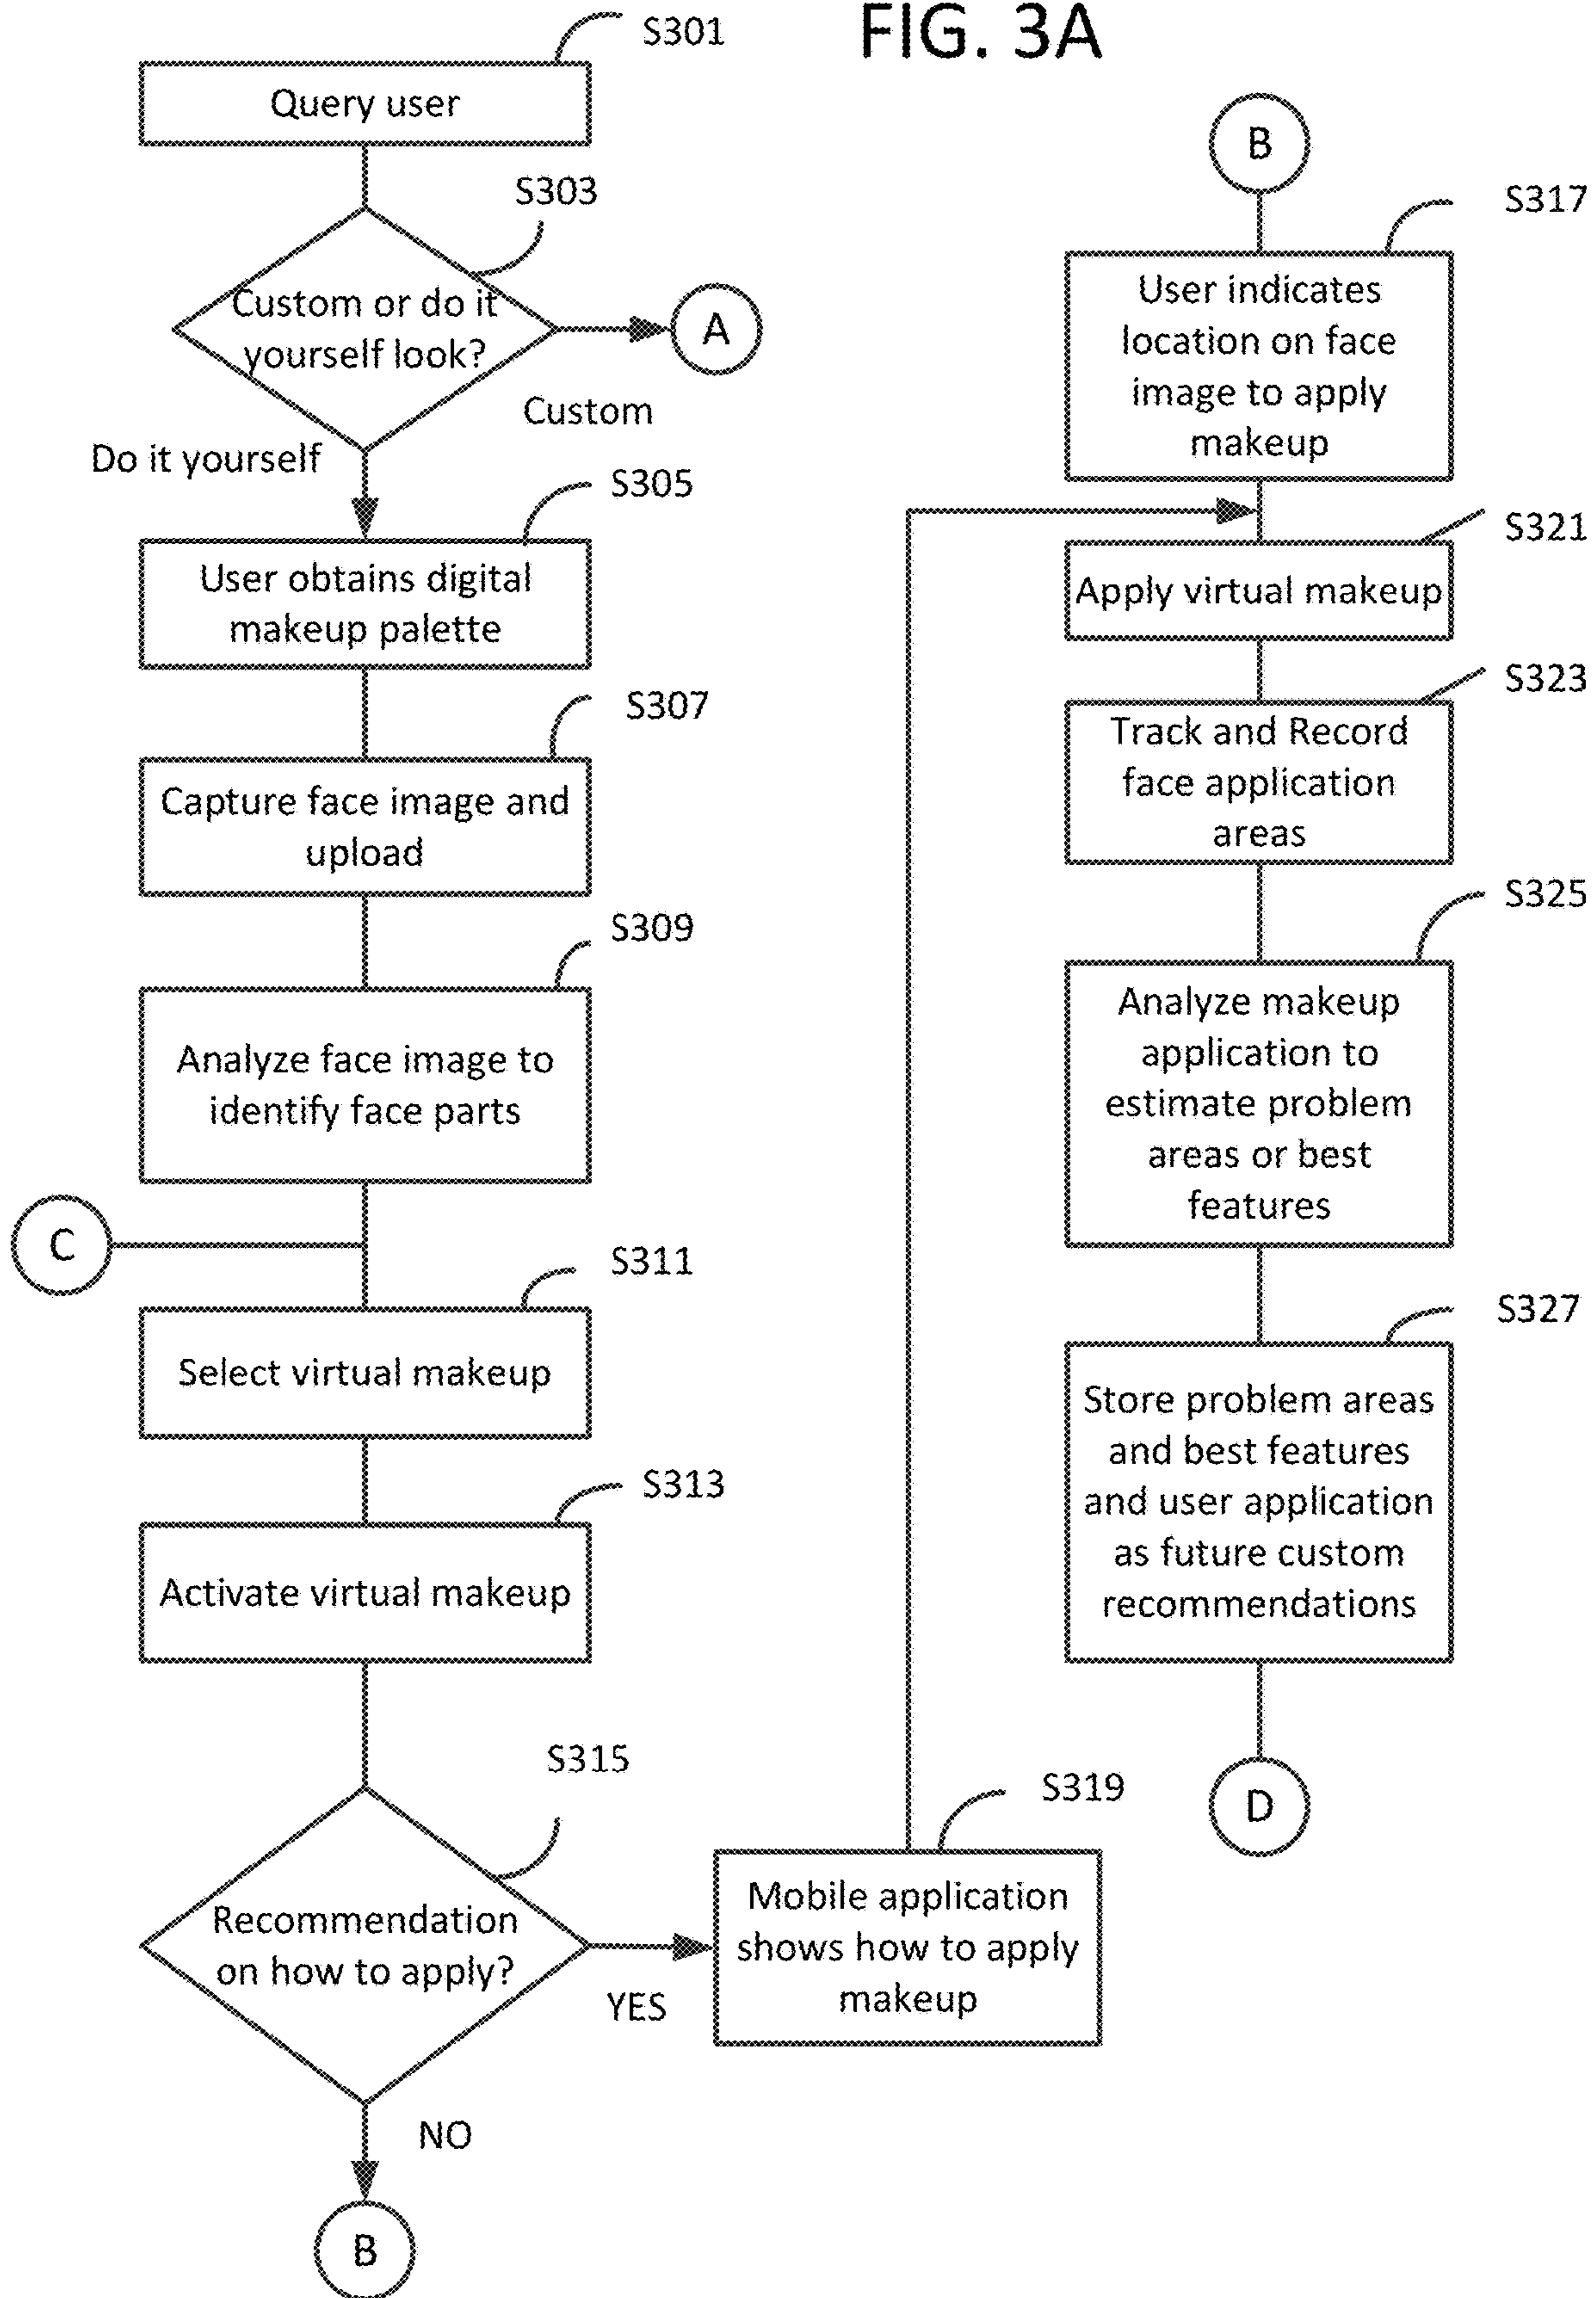 FIG. 3A
S301
Query user
S303
Custom or do it
yourself look?
A
Custom
Do it yourself
S305
User obtains digital
makeup palette
S307
Capture face image and
upload
S309
Analyze face image to
identify face parts
C
S311
Select virtual makeup
S313
Activate virtual makeup
S315
Recommendation
on how to apply?
YES
NO
B
S319
Mobile application
shows how to apply
makeup
B
S317
User indicates
location on face
image to apply
makeup
S321
Apply virtual makeup
S323
Track and Record
face application
areas
S325
Analyze makeup
application to
estimate problem
areas or best
features
S327
Store problem areas
and best features
and user application
as future custom
recommendations
D